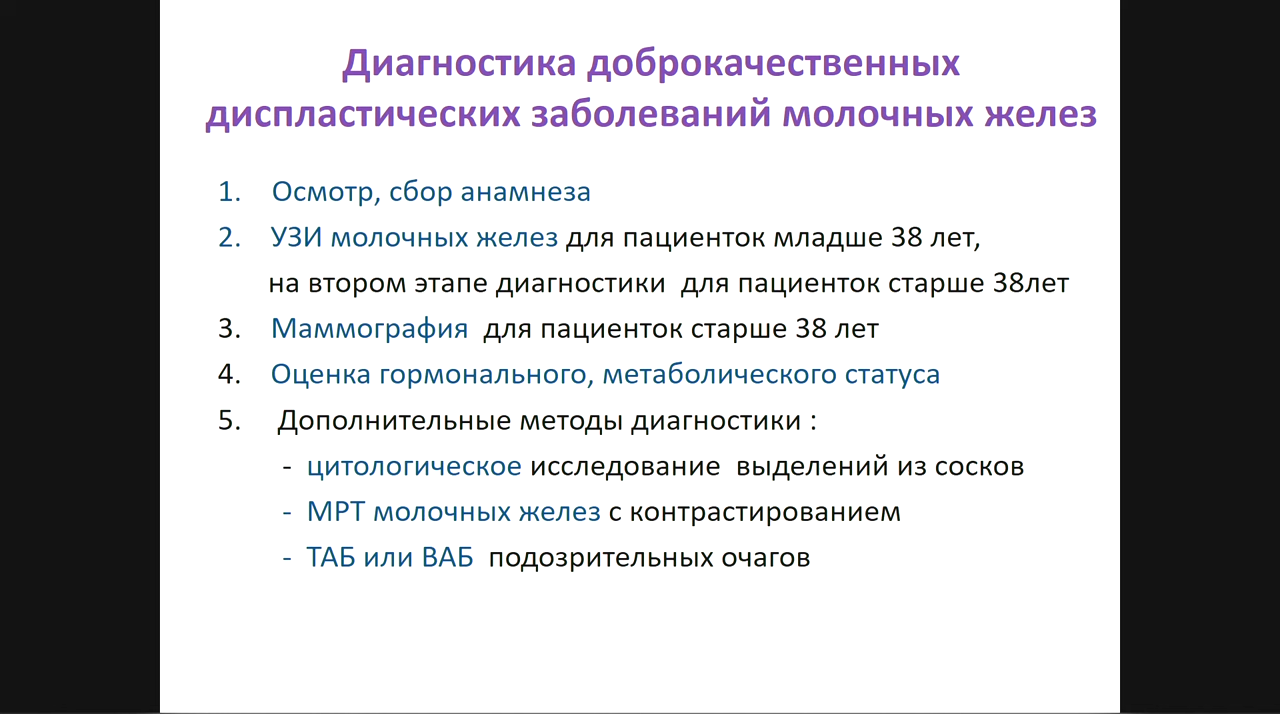 Диагностика доброкачественных
диспластических заболеваний молочных желез
1. Осмотр, сбор анамнеза
2. УЗИ молочных желез для пациенток младше 38 лет,
на втором этапе диагностики для пациенток старше 38лет
3. Маммография для пациенток старше 38 лет
4. Оценка гормонального, метаболического статуса
5. Дополнительные методы диагностики :
- цитологическое исследование выделений из сосков
- МРТ молочных желез с контрастированием
- ТАБ или ВАБ подозрительных очагов